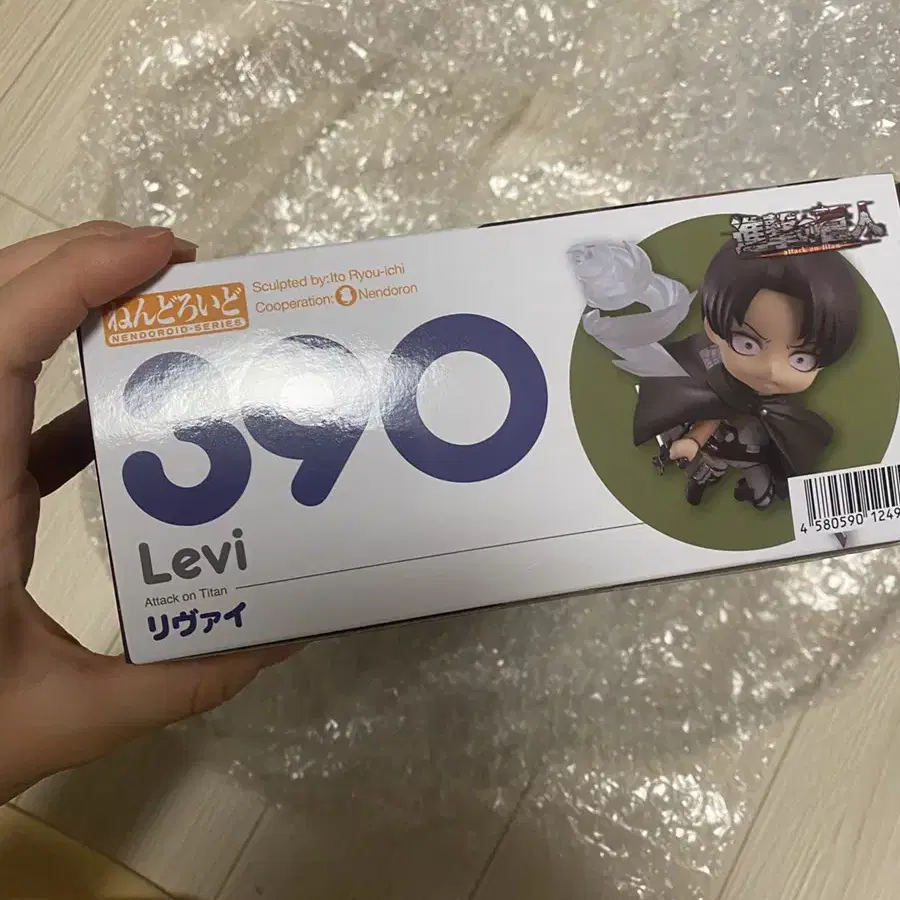 ねんどろいど
NENDOROID-SERIES
Sculpted by:Ito Ryou-ichi
Cooperation: Nendoron
390
Levi
Attack on Titan
リヴァイ
進撃の巨人
attack on titan
4 580590 1249